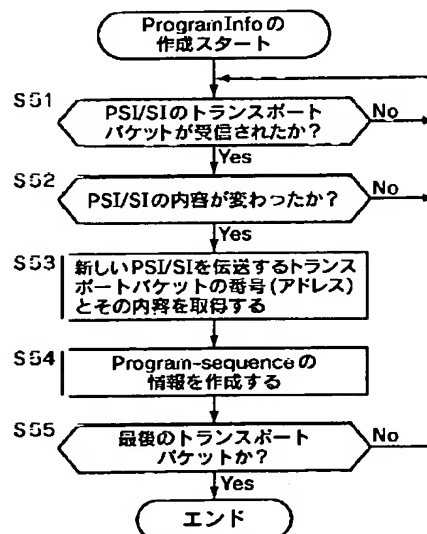 ProgramInfoの
作成スタート
S51
PSI/SIのトランスポート
パケットが受信されたか?
No
Yes
S52
PSI/SIの内容が変わったか?
No
Yes
S53
新しいPSI/SIを伝送するトランス
ポートパケットの番号(アドレス)
とその内容を取得する
S54
Program-sequenceの
情報を作成する
S55
最後のトランスポート
パケットか?
No
Yes
エンド